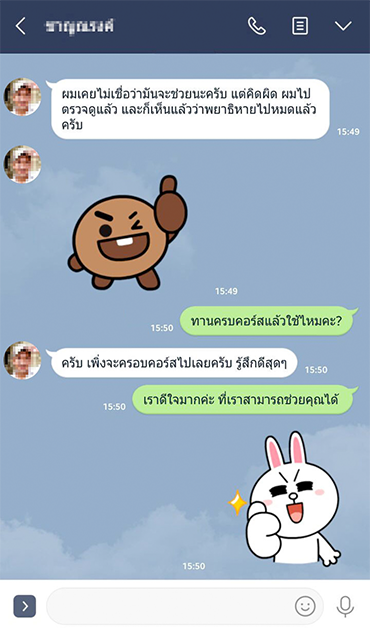 ผมเคยไม่เชื่อว่ามันจะช่วยนะครับ แต่คิดผิด ผมไป
ตรวจดูแล้ว และก็เห็นแล้วว่าพยาธิหายไปหมดแล้ว
ครับ
15:49
15:49
ทานครบคอร์สแล้วใช้ไหมคะ?
15:50
ครับ เพิ่งจะครอบคอร์สไปเลยครับ รู้สึกดีสุดๆ
15:50
เราดีใจมากค่ะ ที่เราสามารถช่วยคุณได้
15:50
15:50